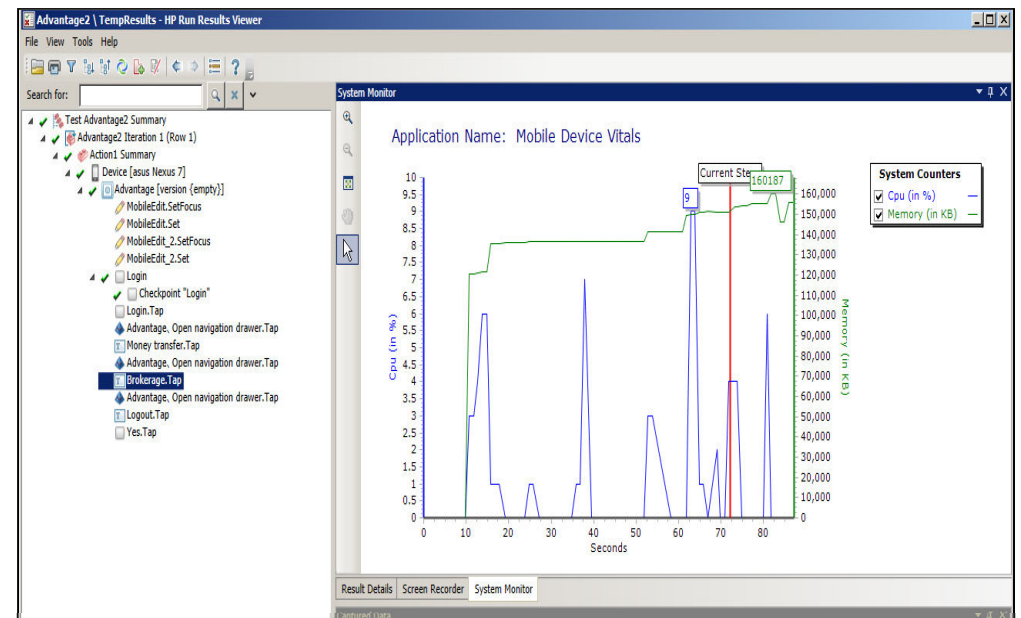 Advantage2 \ TempResults - HP Run Results Viewer
File View Tools Help
Search for:
Test Advantage2 Summary
Advantage2 Iteration 1 (Row 1)
Action1 Summary
Device [asus Nexus 7]
Advantage [version {empty}]
MobileEdit.SetFocus
MobileEdit.Set
MobileEdit_2.SetFocus
MobileEdit_2.Set
Login
Checkpoint "Login"
Login.Tap
Advantage, Open navigation drawer.Tap
Money transfer.Tap
Advantage, Open navigation drawer.Tap
Brokerage.Tap
Advantage, Open navigation drawer.Tap
Logout.Tap
Yes.Tap
System Monitor
Application Name: Mobile Device Vitals
Current Ste
160187
9
10
9.5
9
8.5
8
7.5
7
6.5
6
5.5
5
4.5
4
3.5
3
2.5
2
1.5
1
0.5
0
Cpu (in %)
0 10 20 30 40 50 60 70 80
Seconds
160,000
150,000
140,000
130,000
120,000
110,000
100,000
90,000
80,000
70,000
60,000
50,000
40,000
30,000
20,000
10,000
0
Memory (in KB)
System Counters
Cpu (in %)
Memory (in KB)
Result Details Screen Recorder System Monitor
Captured Data